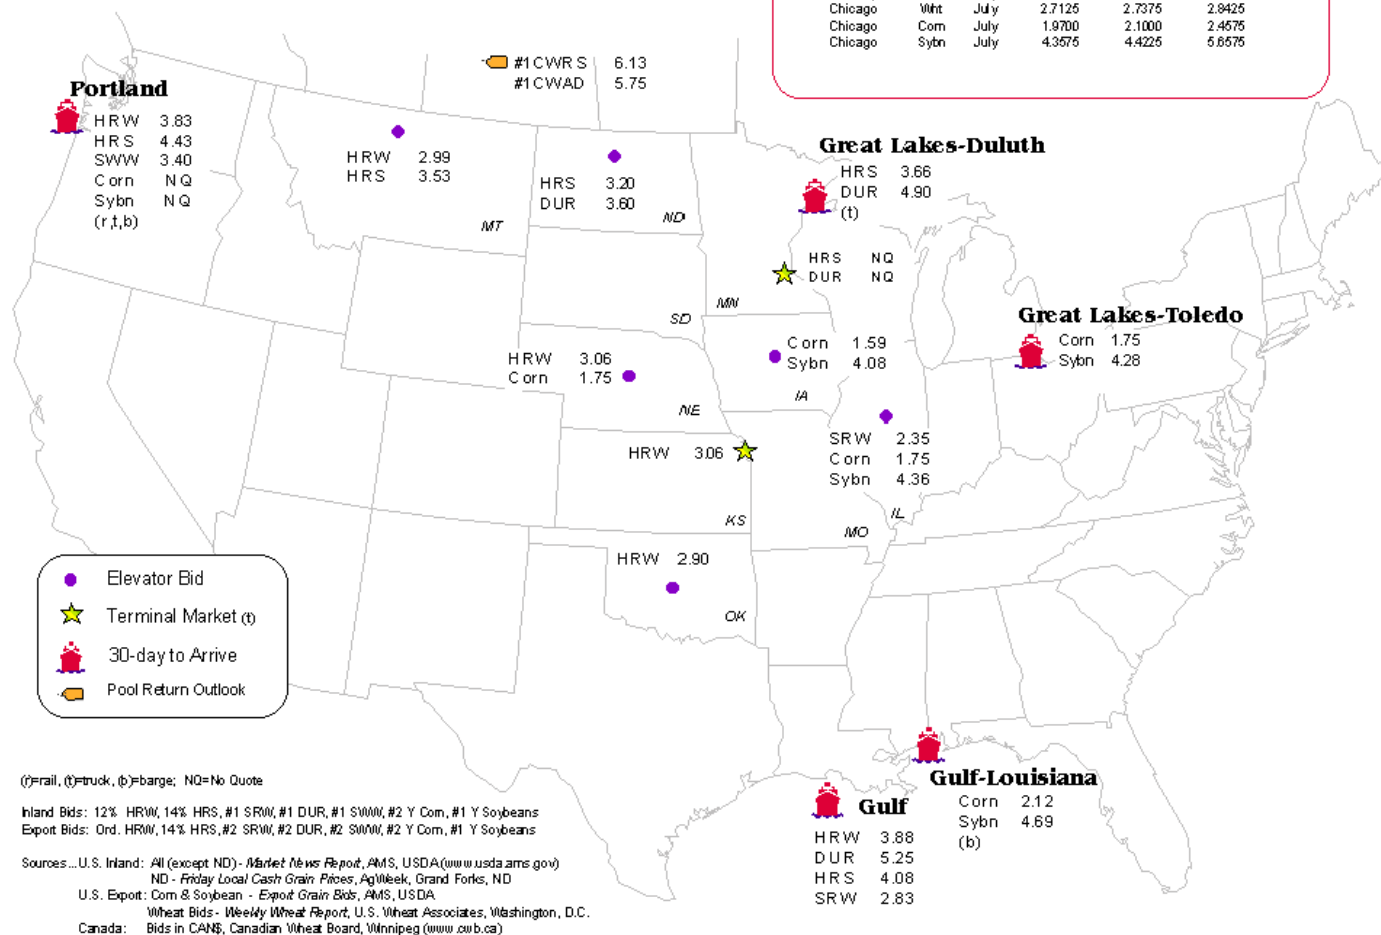 Chicago Wht July 2.7125 2.7375 2.8425
Chicago Corn July 1.9700 2.1000 2.4575
Chicago Sybn July 4.3575 4.4225 5.6575
#1CWRS 6.13
#1CWAD 5.75
Portland
HRW 3.83
HRS 4.43
SWW 3.40
Corn NQ
Sybn NQ
(r,t,b)
HRW 2.99
HRS 3.53
MT
HRS 3.20
DUR 3.60
ND
Great Lakes-Duluth
HRS 3.66
DUR 4.90
(t)
HRS NQ
DUR NQ
MN
SD
Great Lakes-Toledo
Corn 1.75
Sybn 4.28
HRW 3.06
Corn 1.75
NE
Corn 1.59
Sybn 4.08
IA
HRW 3.06
KS
SRW 2.35
Corn 1.75
Sybn 4.36
IL
MO
HRW 2.90
OK
Elevator Bid
Terminal Market (t)
30-day to Arrive
Pool Return Outlook
Gulf-Louisiana
Corn 2.12
Sybn 4.69
(b)
Gulf
HRW 3.88
DUR 5.25
HRS 4.08
SRW 2.83
(r)=rail, (t)=truck, (b)=barge; NQ=No Quote
Inland Bids: 12% HRW, 14% HRS, #1 SRW, #1 DUR, #1 SWW, #2 Y Corn, #1 Y Soybeans
Export Bids: Ord. HRW, 14% HRS, #2 SRW, #2 DUR, #2 SWW, #2 Y Corn, #1 Y Soybeans
Sources...U.S. Inland: All (except ND) - Market News Report, AMS, USDA (www.usda.ams.gov)
ND - Friday Local Cash Grain Prices, AgWeek, Grand Forks, ND
U.S. Export: Corn & Soybean - Export Grain Bids, AMS, USDA
Wheat Bids - Weekly Wheat Report, U.S. Wheat Associates, Washington, D.C.
Canada: Bids in CAN$, Canadian Wheat Board, Winnipeg (www.cwb.ca)